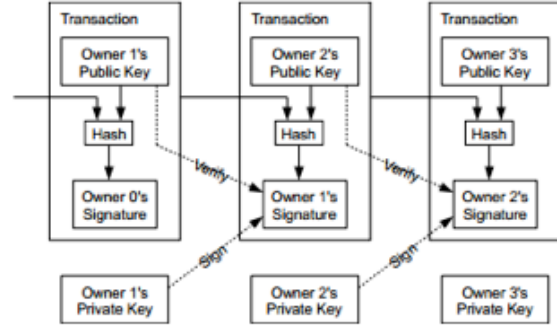 Transaction
Owner 1's
Public Key
Hash
Owner 0's
Signature
Transaction
Owner 2's
Public Key
Hash
Verify
Owner 1's
Signature
Transaction
Owner 3's
Public Key
Hash
Verify
Owner 2's
Signature
Sign
Sign
Owner 1's
Private Key
Owner 2's
Private Key
Owner 3's
Private Key